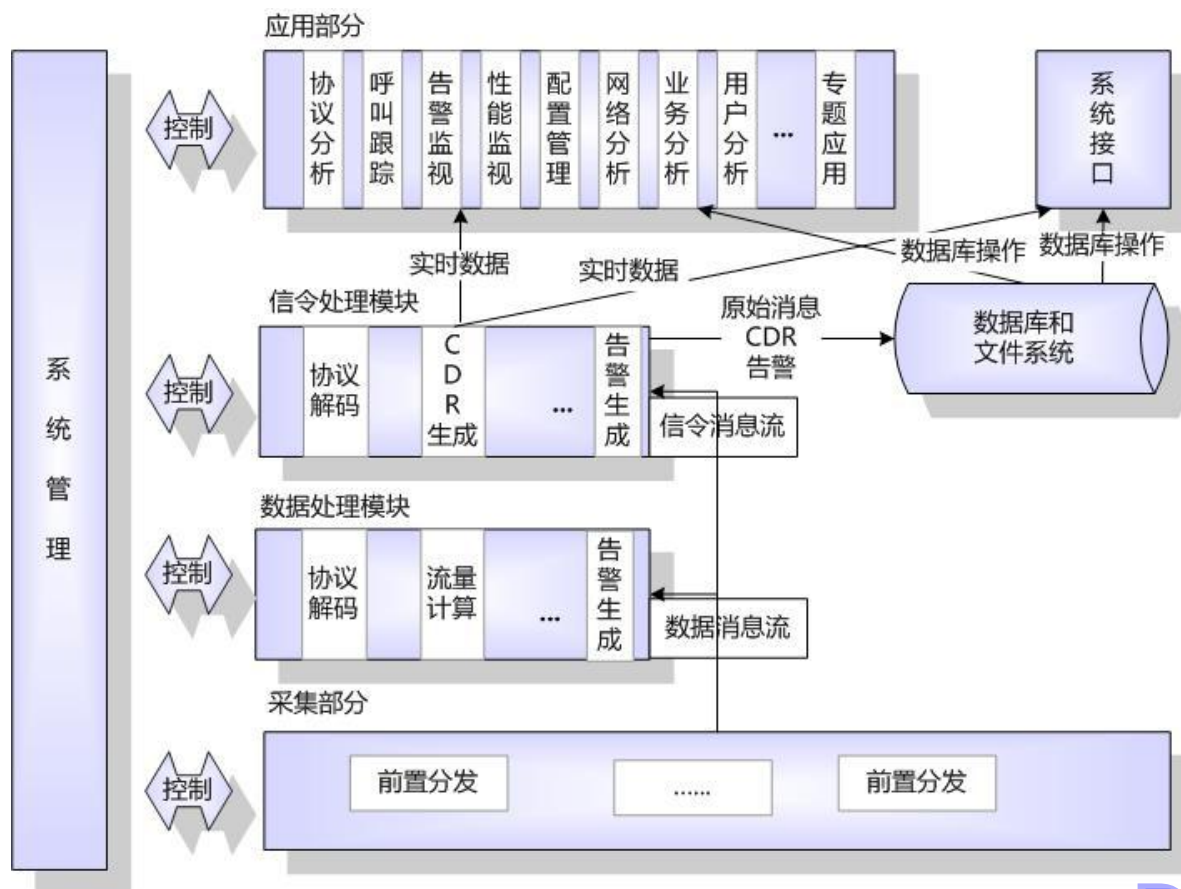 应用部分
系统管理
控制
协议分析
呼叫跟踪
告警监视
性能监视
配置管理
网络分析
业务分析
用户分析
...
专题应用
系统接口
实时数据
实时数据
数据库操作
数据库操作
信令处理模块
控制
协议
解码
CDR生成
...
告警生成
原始消息
CDR
告警
数据库和
文件系统
信令消息流
数据处理模块
控制
协议
解码
流量
计算
...
告警生成
数据消息流
采集部分
控制
前置分发
......
前置分发